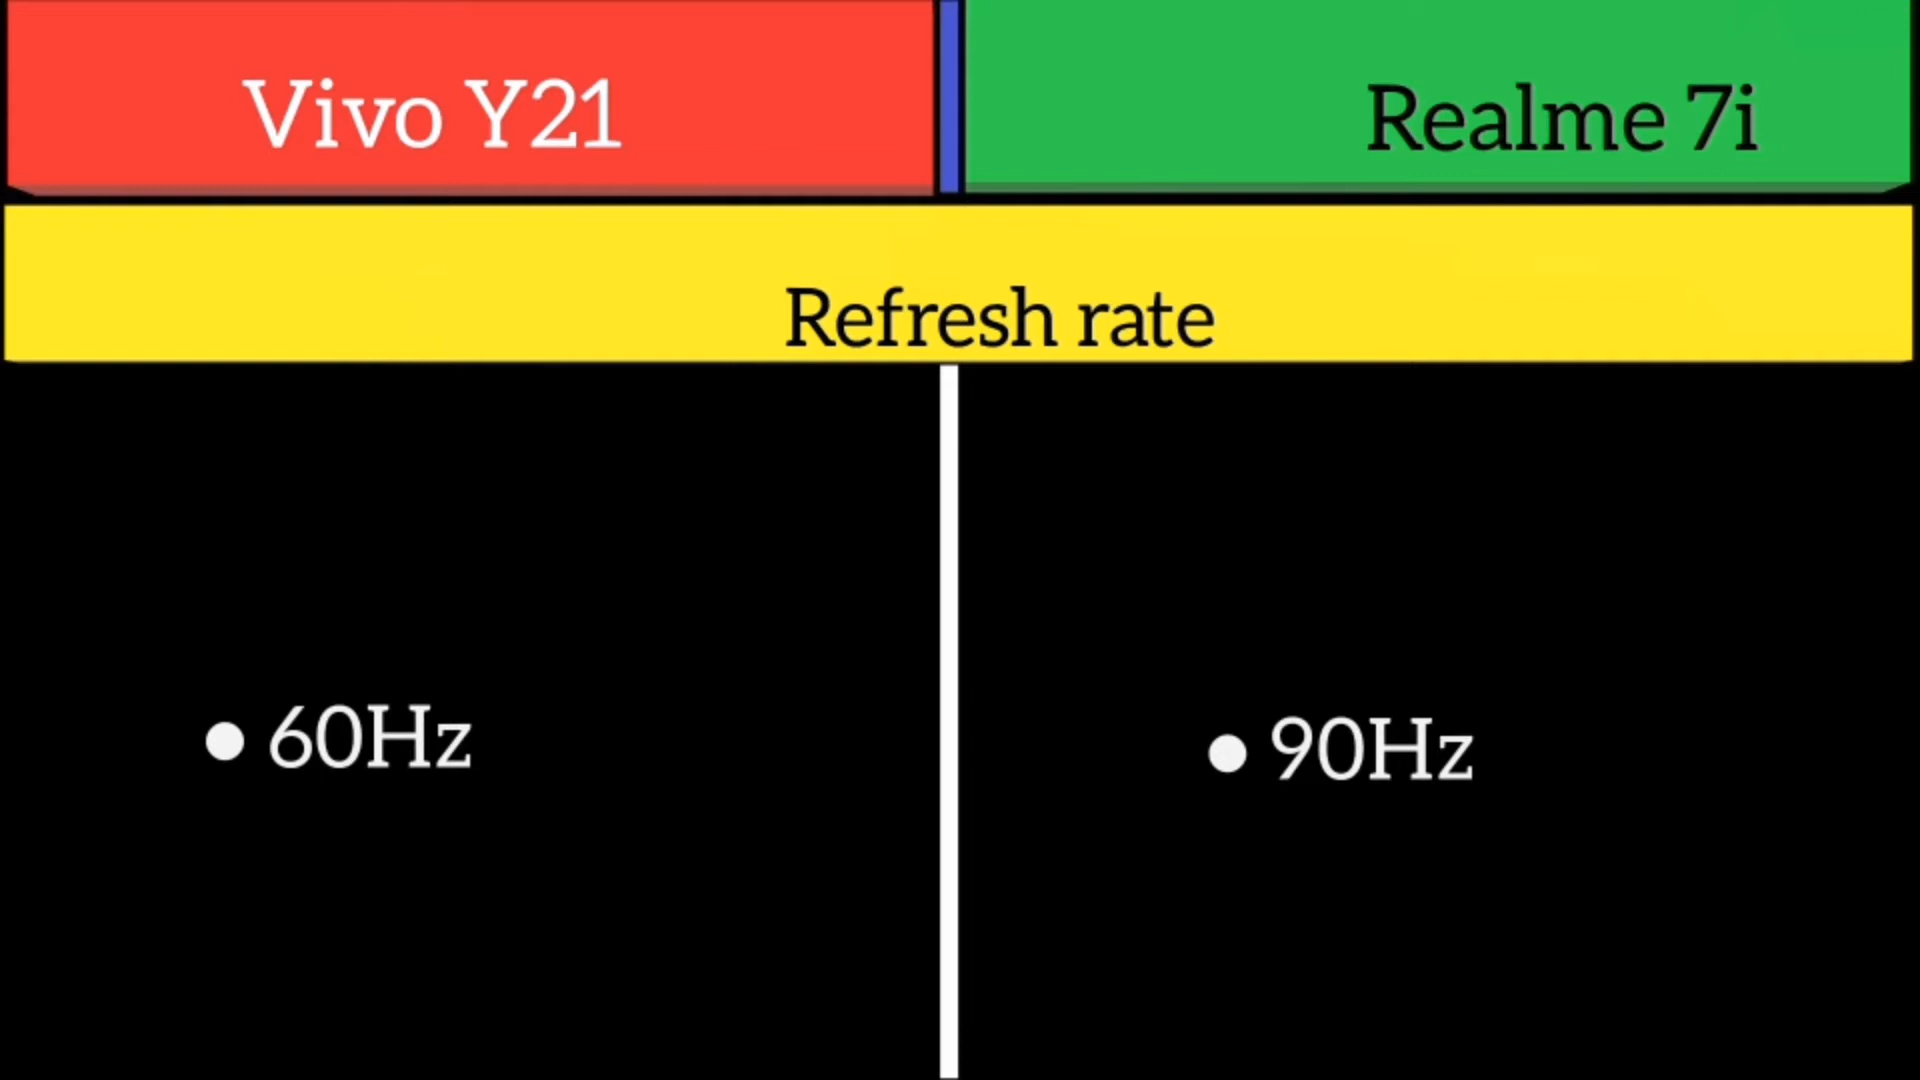 Vivo Y21
Realme 7i
Refresh rate
• 60Hz
• 90Hz